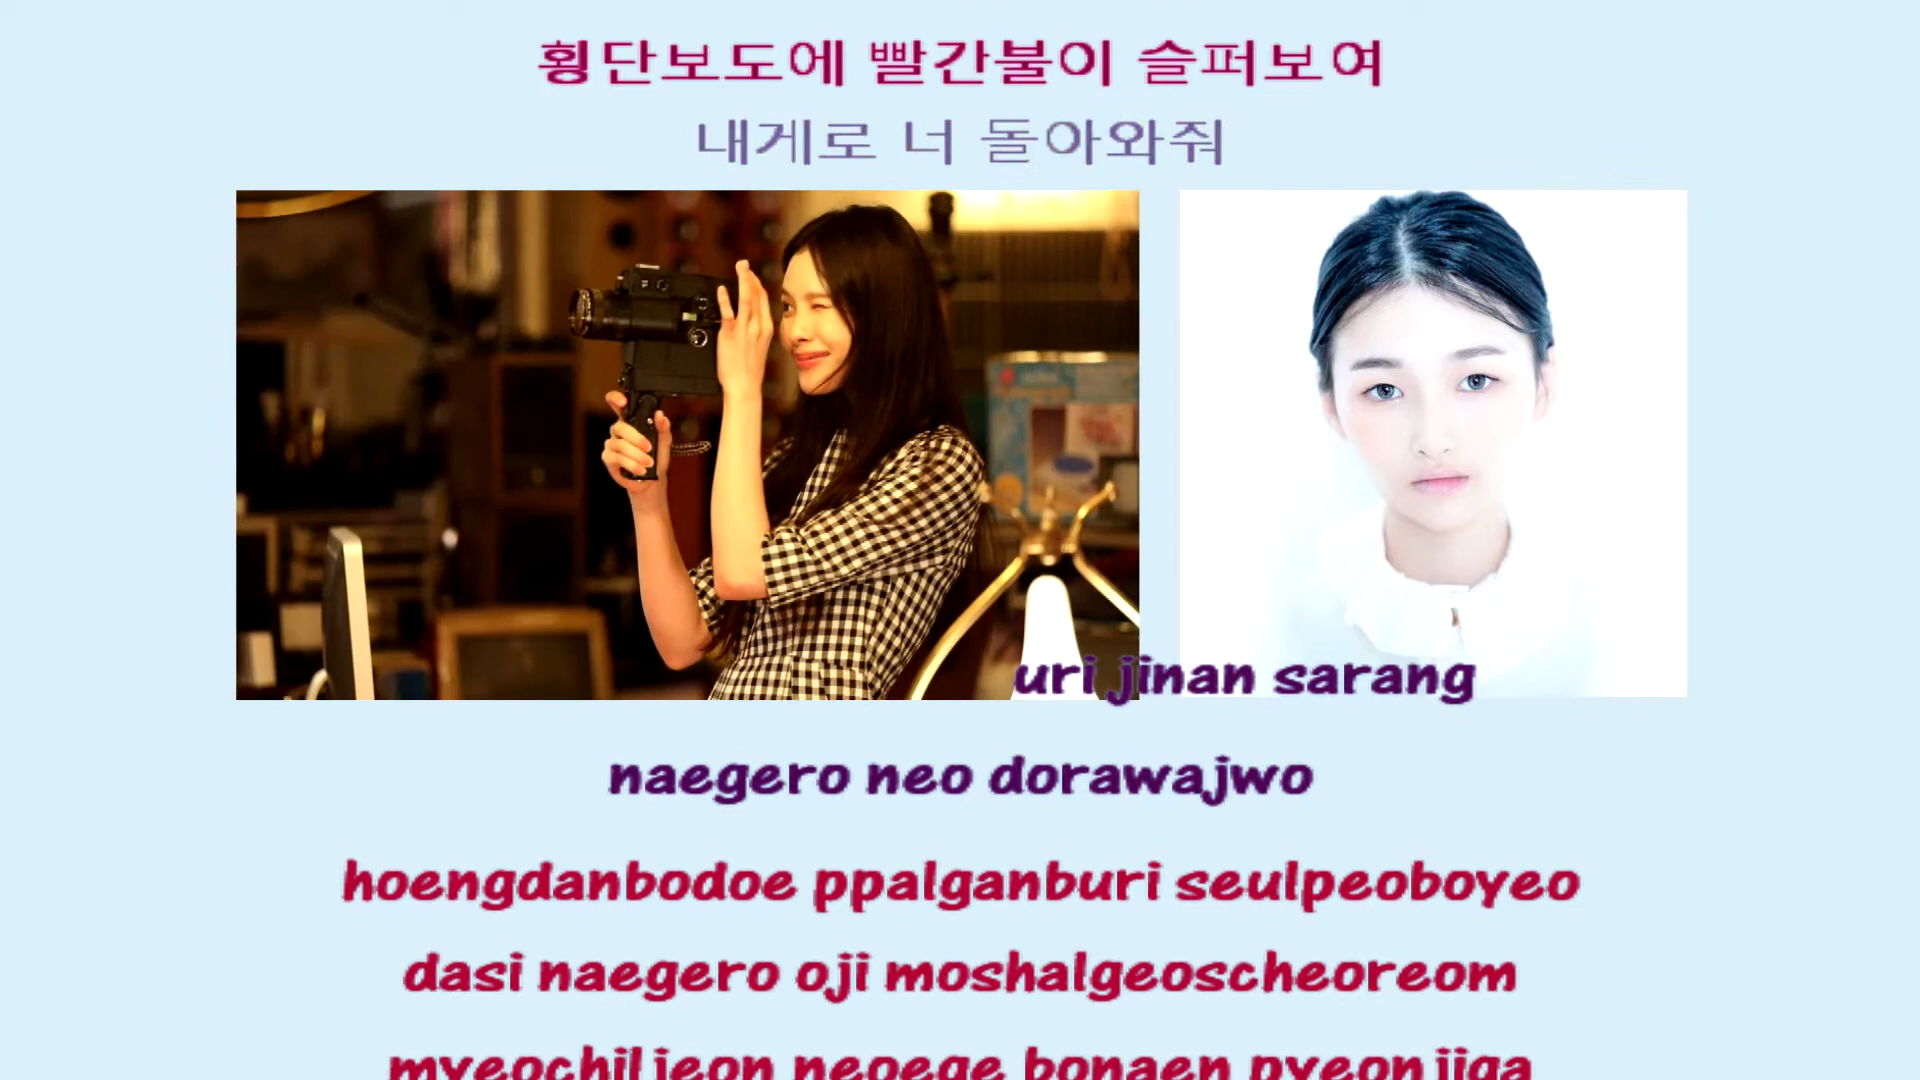 횡단보도에 빨간불이 슬퍼보여
내게로 너 돌아와줘
uri jinan sarang
naegero neo dorawajwo
hoengdanbodoe ppalganburi seulpeoboyeo
dasi naegero oji moshalgeoscheoreom
myeochil jeon neoege bonaen pyeonjiga